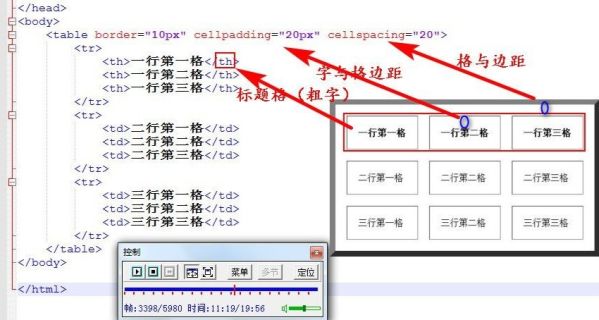 </head>
<body>
<table border="10px" cellpadding="20px" cellspacing="20">
<tr>
<th>一行第一格</th>
<th>一行第二格</th>
<th>一行第三格</th>
</tr>
<tr>
<td>二行第一格</td>
<td>二行第二格</td>
<td>二行第三格</td>
</tr>
<tr>
<td>三行第一格</td>
<td>三行第二格</td>
<td>三行第三格</td>
</tr>
</table>
</body>
</html>
格与边距
字与格边距
标题格（粗字）
一行第一格 一行第二格 一行第三格
二行第一格 二行第二格 二行第三格
三行第一格 三行第二格 三行第三格
控制
菜单 多节 定位
帧:3398/5980 时间:11:19/19:56